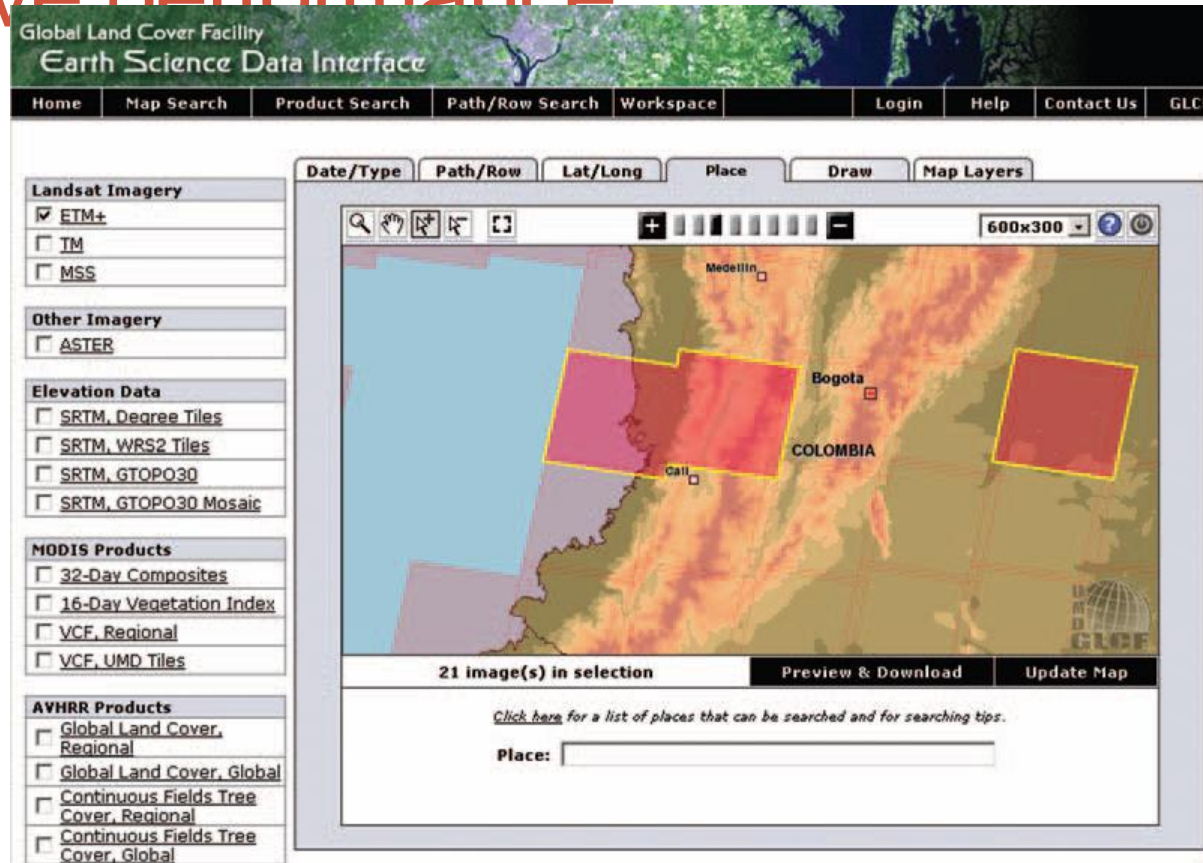 Global Land Cover Facility
Earth Science Data Interface
Home Map Search Product Search Path/Row Search Workspace Login Help Contact Us GLC
Date/Type Path/Row Lat/Long Place Draw Map Layers
Landsat Imagery
ETM+
TM
MSS
Other Imagery
ASTER
Elevation Data
SRTM, Degree Tiles
SRTM, WRS2 Tiles
SRTM, GTOPO30
SRTM, GTOPO30 Mosaic
MODIS Products
32-Day Composites
16-Day Vegetation Index
VCF, Regional
VCF, UMD Tiles
AVHRR Products
Global Land Cover,
Regional
Global Land Cover, Global
Continuous Fields Tree
Cover, Regional
Continuous Fields Tree
Cover, Global
600x300
Medellin
Bogota
COLOMBIA
Cali
UMD
GLCF
21 image(s) in selection Preview & Download Update Map
Click here for a list of places that can be searched and for searching tips.
Place: